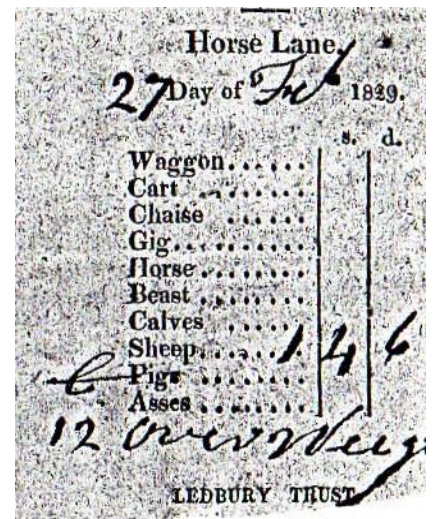 Horse Lane,
27 Day of Feb 1829.
s. d.
Waggon......
Cart ......
Chaise ......
Gig.......
Horse.......
Beast .......
Calves ......
Sheep...... 1 4 6
Pigs .......
Asses .......
12 over
LEDBURY TRUST